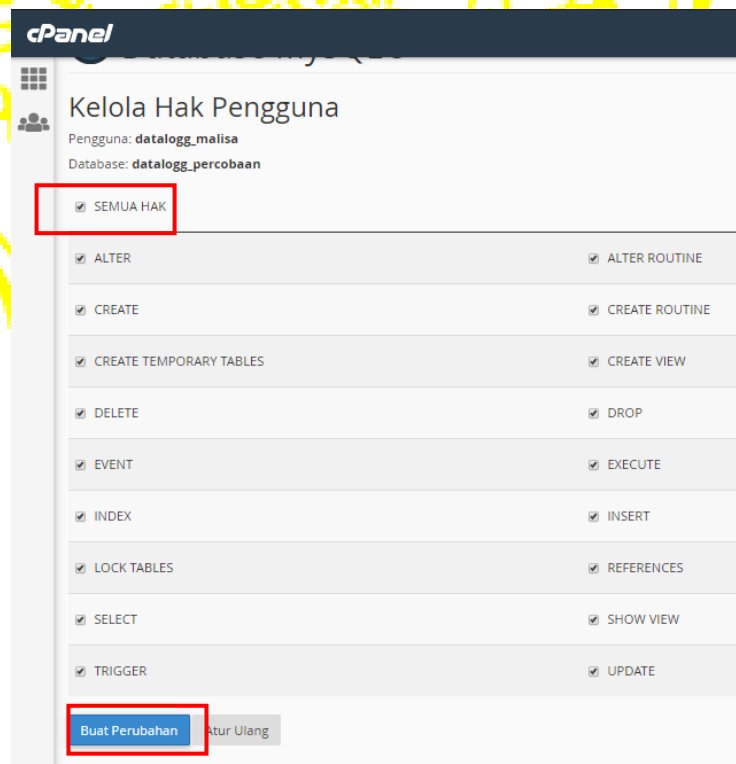 cPanel
Kelola Hak Pengguna
Pengguna: datalogg_malisa
Database: datalogg_percobaan
SEMUA HAK
ALTER ALTER ROUTINE
CREATE CREATE ROUTINE
CREATE TEMPORARY TABLES CREATE VIEW
DELETE DROP
EVENT EXECUTE
INDEX INSERT
LOCK TABLES REFERENCES
SELECT SHOW VIEW
TRIGGER UPDATE
Buat Perubahan Atur Ulang